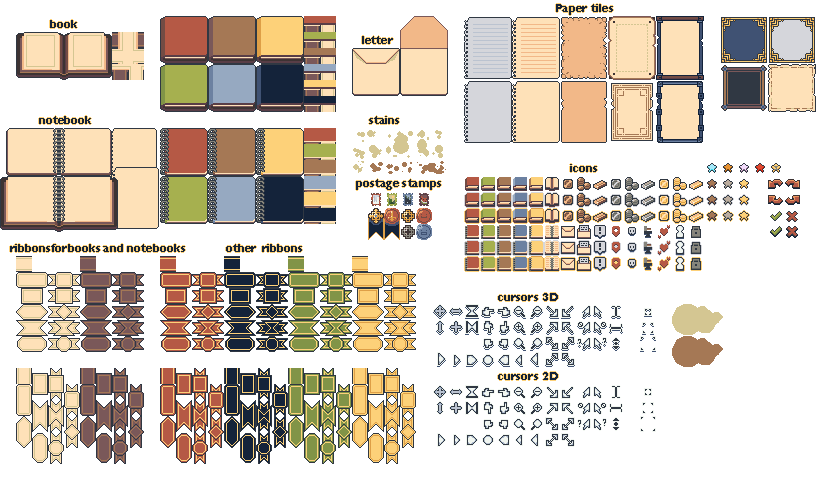 Paper tiles
book
letter
notebook
stains
icons
postage stamps
ribbonsforbooks and notebooks
other ribbons
cursors 3D
cursors 2D